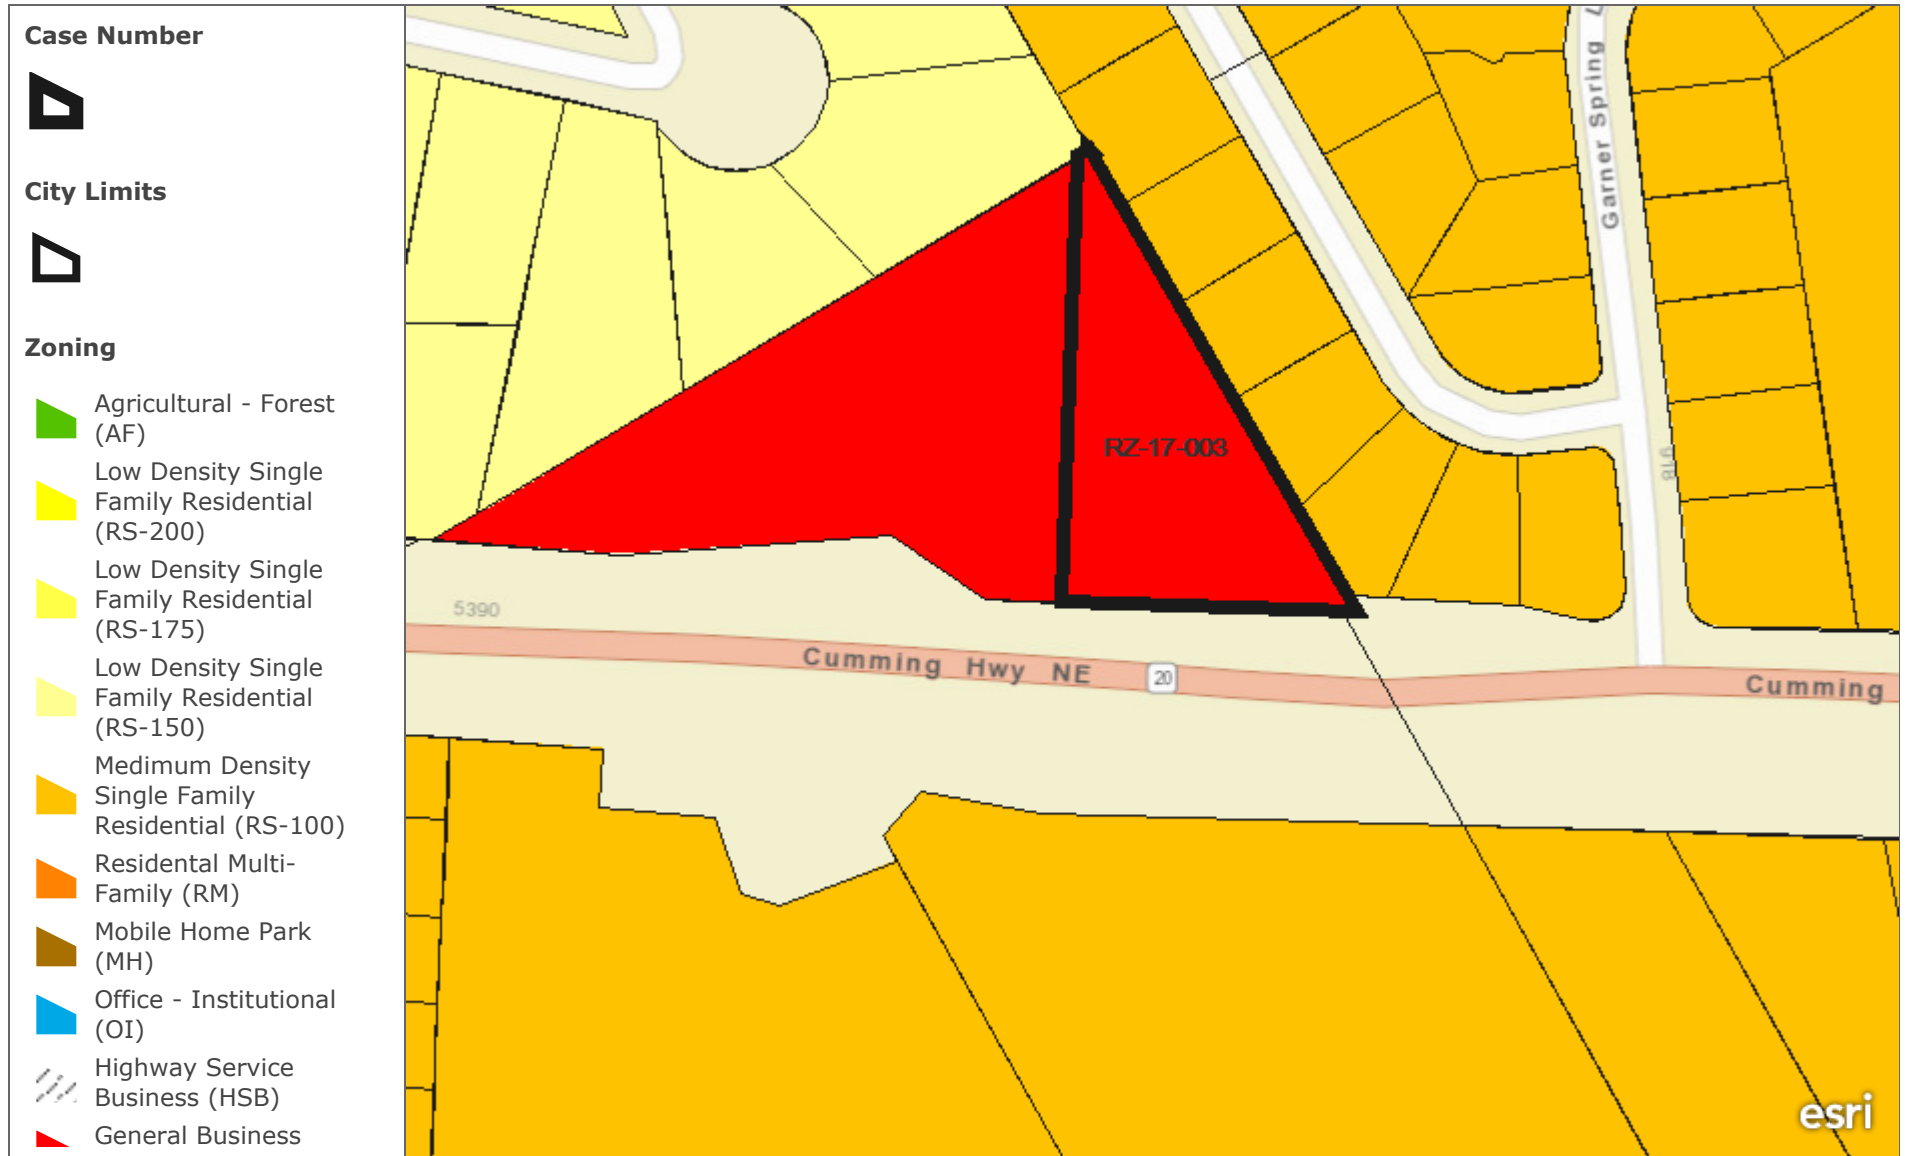 Case Number
City Limits
Zoning
Agricultural - Forest
(AF)
Low Density Single
Family Residential
(RS-200)
Low Density Single
Family Residential
(RS-175)
Low Density Single
Family Residential
(RS-150)
Medimum Density
Single Family
Residential (RS-100)
Residental Multi-
Family (RM)
Mobile Home Park
(MH)
Office - Institutional
(OI)
Highway Service
Business (HSB)
General Business
Garner Spring L
RZ-17-003
918
5390
Cumming Hwy NE
20
Cumming
esri